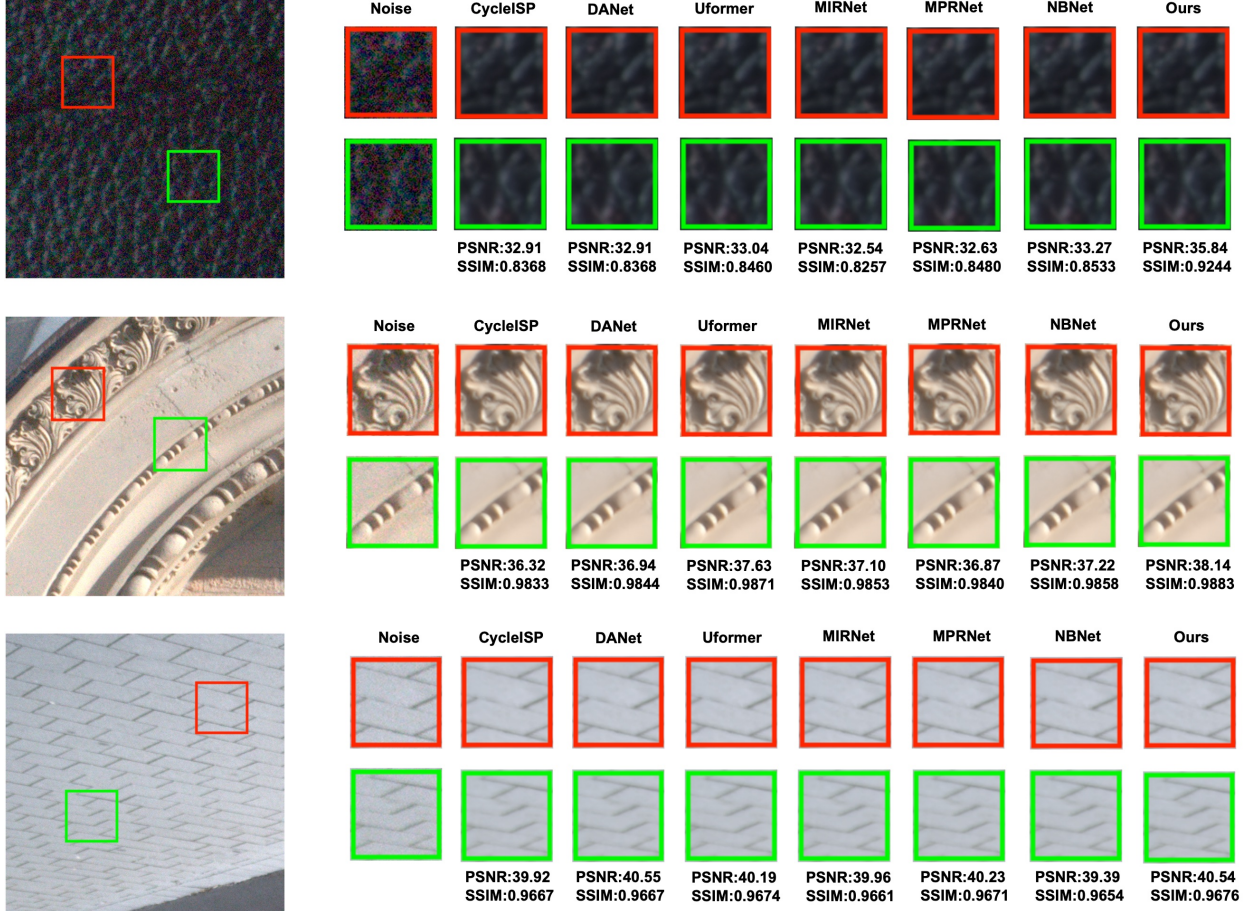 Noise CycleISP DANet Uformer MIRNet MPRNet NBNet Ours
PSNR:32.91 PSNR:32.91 PSNR:33.04 PSNR:32.54 PSNR:32.63 PSNR:33.27 PSNR:35.84
SSIM:0.8368 SSIM:0.8368 SSIM:0.8460 SSIM:0.8257 SSIM:0.8480 SSIM:0.8533 SSIM:0.9244
Noise CycleISP DANet Uformer MIRNet MPRNet NBNet Ours
PSNR:36.32 PSNR:36.94 PSNR:37.63 PSNR:37.10 PSNR:36.87 PSNR:37.22 PSNR:38.14
SSIM:0.9833 SSIM:0.9844 SSIM:0.9871 SSIM:0.9853 SSIM:0.9840 SSIM:0.9858 SSIM:0.9883
Noise CycleISP DANet Uformer MIRNet MPRNet NBNet Ours
PSNR:39.92 PSNR:40.55 PSNR:40.19 PSNR:39.96 PSNR:40.23 PSNR:39.39 PSNR:40.54
SSIM:0.9667 SSIM:0.9667 SSIM:0.9674 SSIM:0.9661 SSIM:0.9671 SSIM:0.9654 SSIM:0.9676